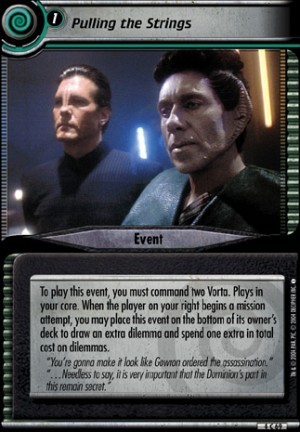 1 Pulling the Strings
Event
To play this event, you must command two Vorta. Plays in
your core. When the player on your right begins a mission
attempt, you may place this event on the bottom of its owner's
deck to draw an extra dilemma and spend one extra in total
cost on dilemmas.
"You're gonna make it look like Gowron ordered the assassination."
"…Needless to say, it is very important that the Dominion's part in
this remain secret."